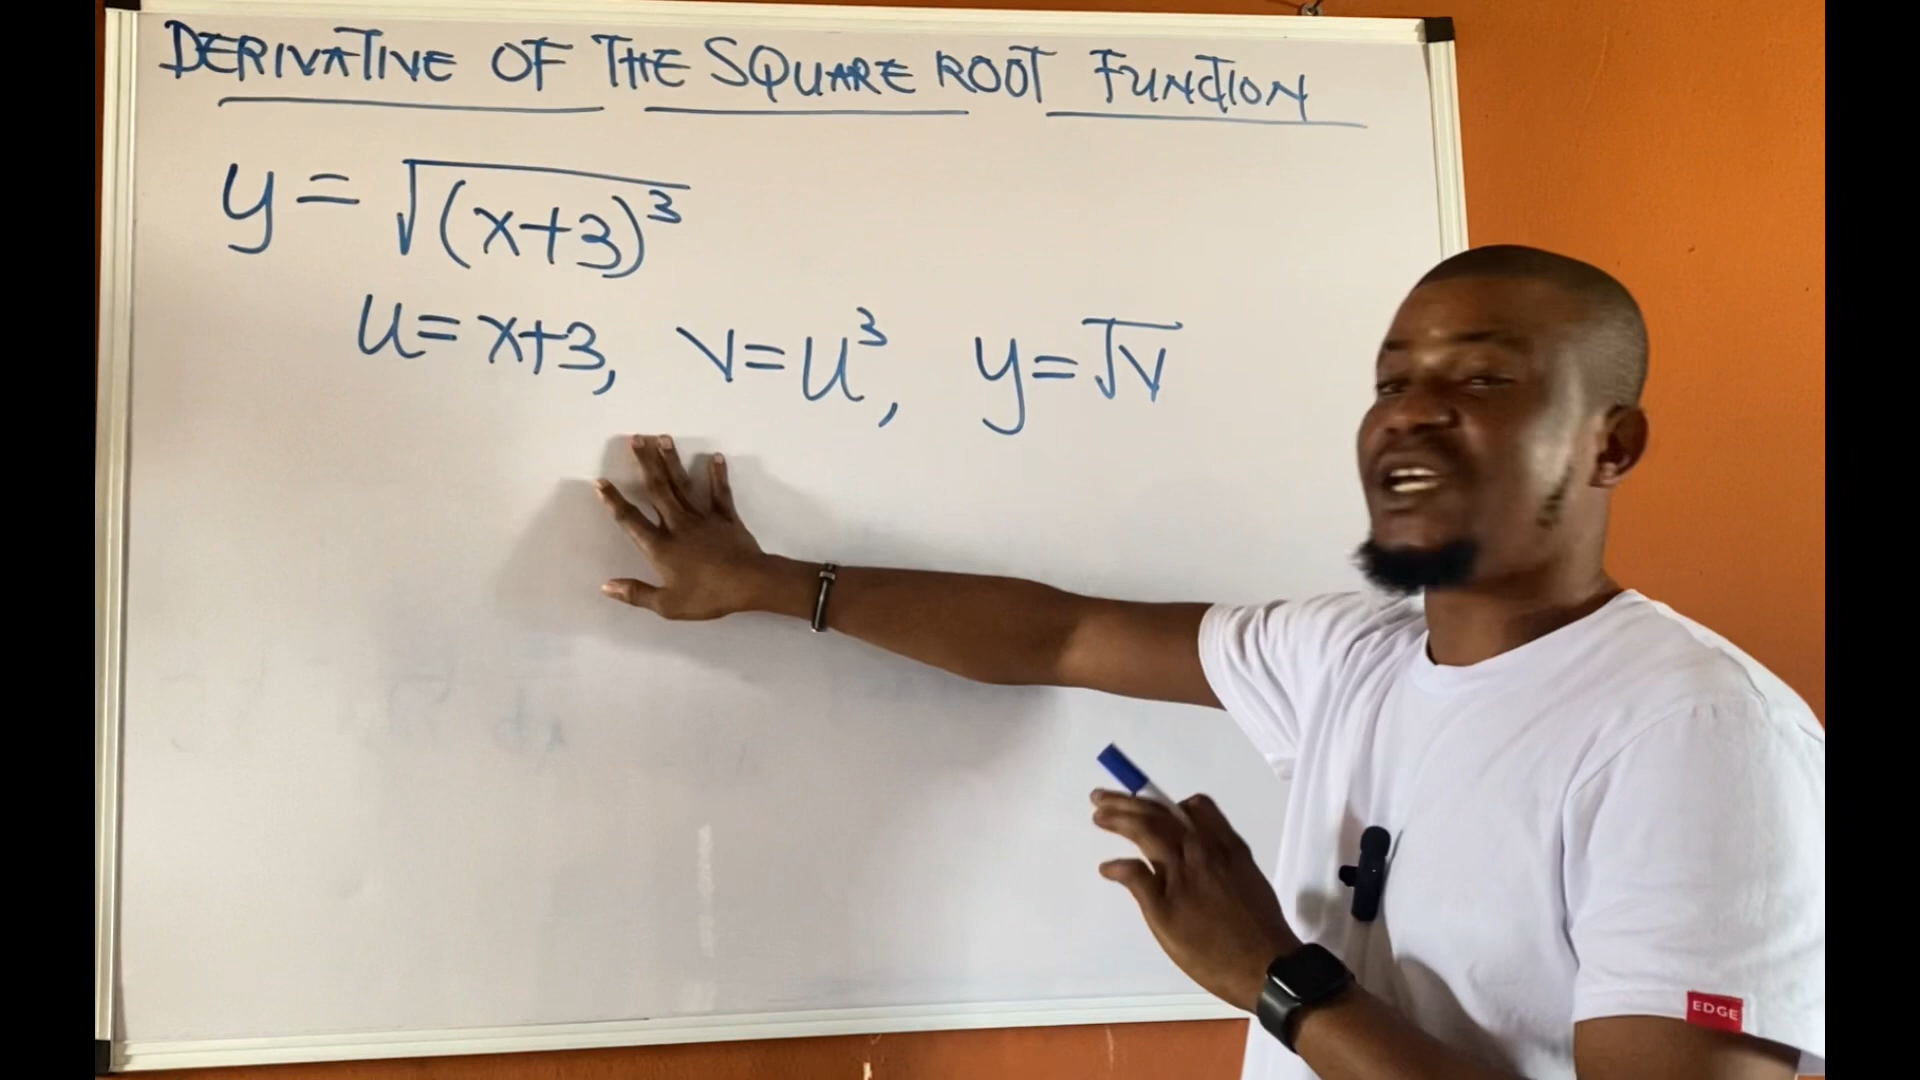 DERIVATIVE OF THE SQUARE ROOT FUNCTION
y = √(x+3)³
u = x+3, v = u³, y = √v
EDGE